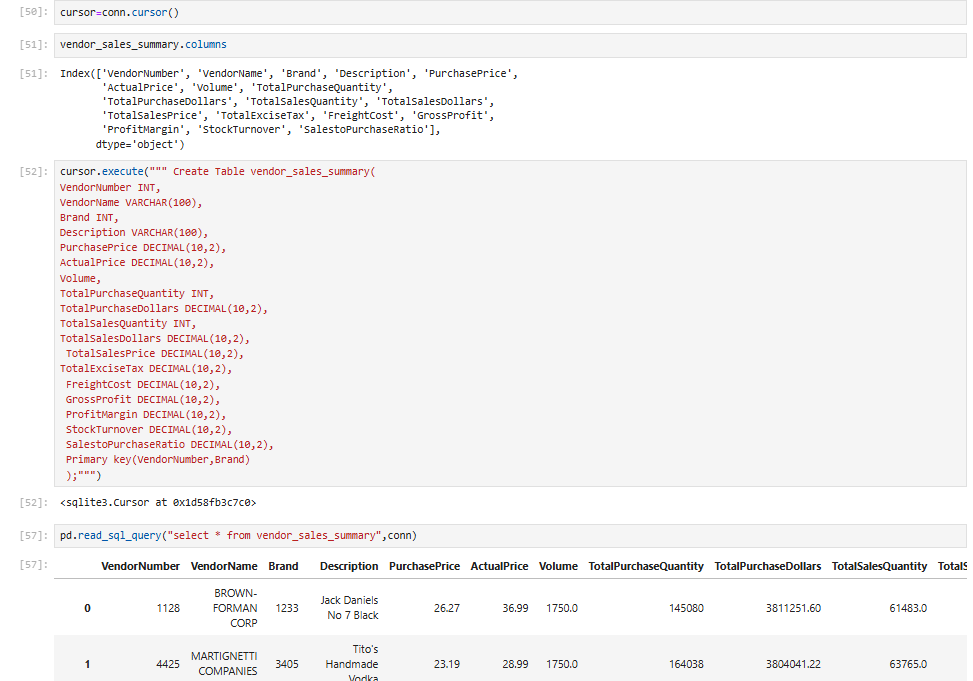 [50]: cursor=conn.cursor()
[51]: vendor_sales_summary.columns
[51]: Index(['VendorNumber', 'VendorName', 'Brand', 'Description', 'PurchasePrice',
'ActualPrice', 'Volume', 'TotalPurchaseQuantity',
'TotalPurchaseDollars', 'TotalSalesQuantity', 'TotalSalesDollars',
'TotalSalesPrice', 'TotalExciseTax', 'FreightCost', 'GrossProfit',
'ProfitMargin', 'StockTurnover', 'SalestoPurchaseRatio'],
dtype='object')
[52]: cursor.execute(""" Create Table vendor_sales_summary(
VendorNumber INT,
VendorName VARCHAR(100),
Brand INT,
Description VARCHAR(100),
PurchasePrice DECIMAL(10,2),
ActualPrice DECIMAL(10,2),
Volume,
TotalPurchaseQuantity INT,
TotalPurchaseDollars DECIMAL(10,2),
TotalSalesQuantity INT,
TotalSalesDollars DECIMAL(10,2),
TotalSalesPrice DECIMAL(10,2),
TotalExciseTax DECIMAL(10,2),
FreightCost DECIMAL(10,2),
GrossProfit DECIMAL(10,2),
ProfitMargin DECIMAL(10,2),
StockTurnover DECIMAL(10,2),
SalestoPurchaseRatio DECIMAL(10,2),
Primary key(VendorNumber,Brand)
);""")
[52]: <sqlite3.Cursor at 0x1d58fb3c7c0>
[57]: pd.read_sql_query("select * from vendor_sales_summary",conn)
[57]: VendorNumber VendorName Brand Description PurchasePrice ActualPrice Volume TotalPurchaseQuantity TotalPurchaseDollars TotalSalesQuantity TotalS
BROWN-
0 1128 FORMAN 1233 Jack Daniels 26.27 36.99 1750.0 145080 3811251.60 61483.0
CORP No 7 Black
Tito's
1 4425 MARTIGNETTI 3405 Handmade 23.19 28.99 1750.0 164038 3804041.22 63765.0
COMPANIES Vodka